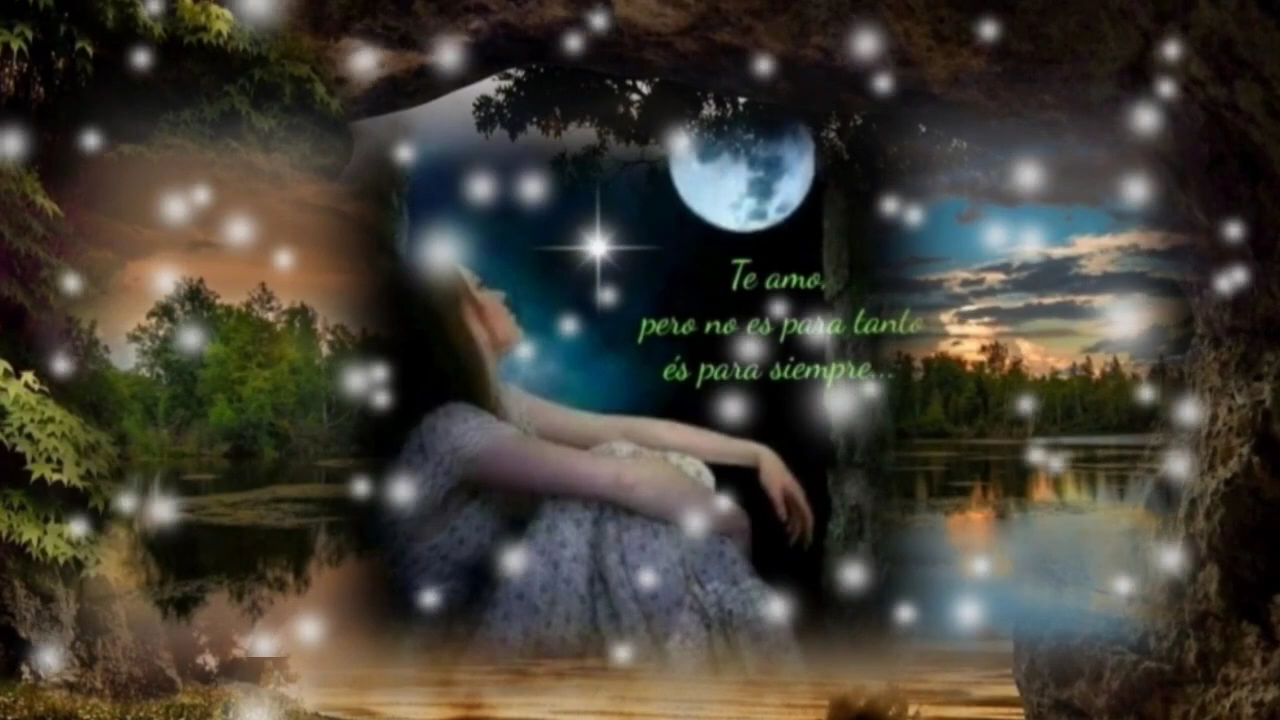 Te amo,
pero no es para tanto
és para siempre...